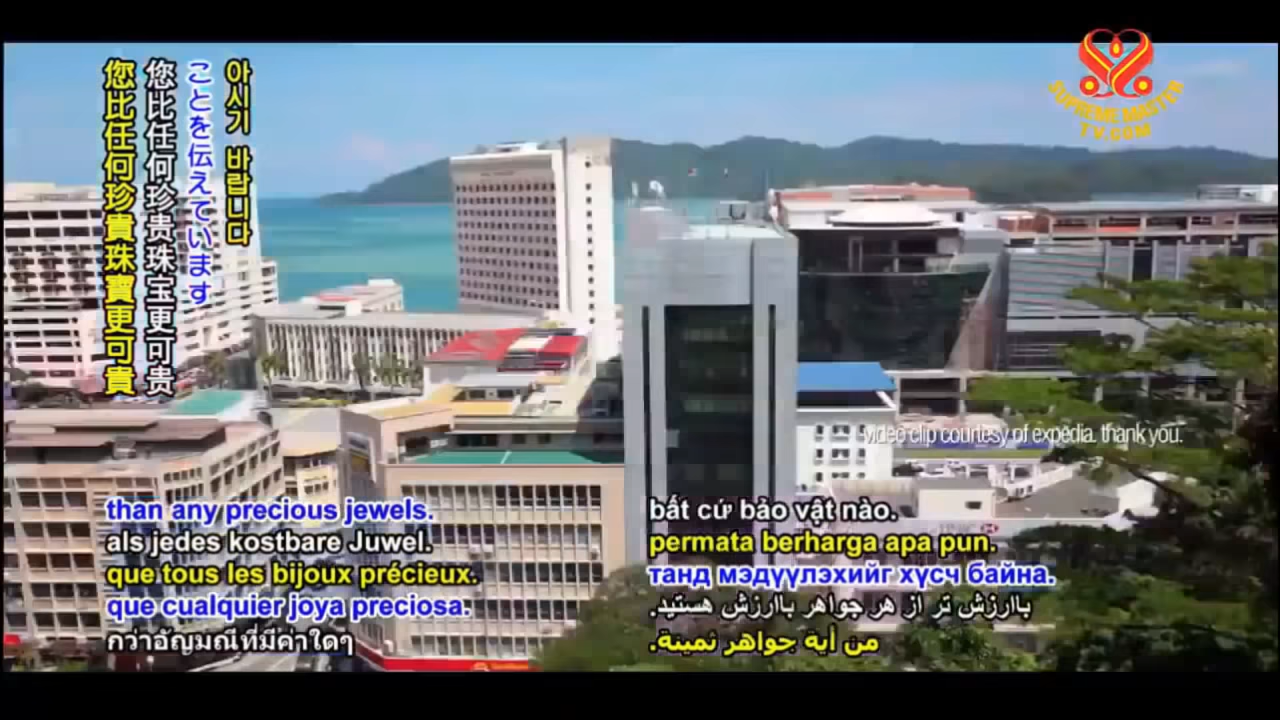 您比任何珍貴珠寶更可貴
您比任何珍贵珠宝更可贵
ことを伝えています
아시기 바랍니다
SUPREME MASTER
TV.COM
video clip courtesy of expedia. thank you.
than any precious jewels.
als jedes kostbare Juwel.
que tous les bijoux précieux.
que cualquier joya preciosa.
กว่าอัญมณีที่มีค่าใดๆ
bất cứ bảo vật nào.
permata berharga apa pun.
танд мэдүүлэхийг хүсч байна.
باارزش تر از هر جواهر باارزش هستید.
من أية جواهر ثمينة.